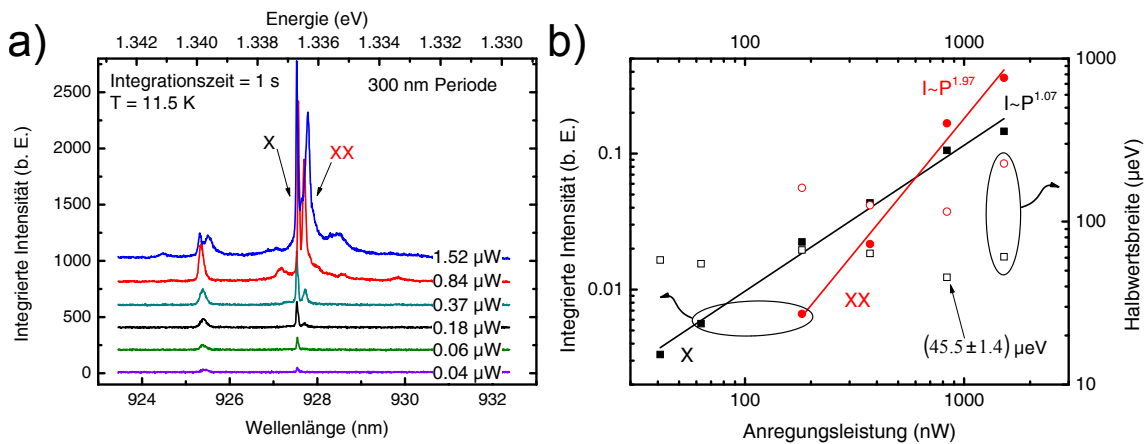 a)
Energie (eV)
1.342 1.340 1.337 1.336 1.334 1.332 1.330
Integrationszeit = 1 s
T = 11.5 K
300 nm Periode
X
XX
1.52 µW
0.84 µW
0.37 µW
0.18 µW
0.06 µW
0.04 µW
2500
2000
1500
1000
500
0
Integrierte Intensität (b. E.)
924 926 928 930 932
Wellenlänge (nm)
b)
100 1000
I~P^1.97
I~P^1.07
XX
X
(45.5±1.4) µeV
0.1
0.01
Integrierte Intensität (b. E.)
1000
100
10
Halbwertsbreite (µeV)
100 1000
Anregungsleistung (nW)